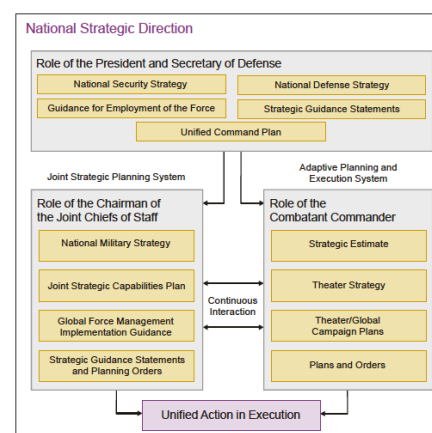 National Strategic Direction
Role of the President and Secretary of Defense
National Security Strategy
National Defense Strategy
Guidance for Employment of the Force
Strategic Guidance Statements
Unified Command Plan
Joint Strategic Planning System
Adaptive Planning and
Execution System
Role of the Chairman of
the Joint Chiefs of Staff
National Military Strategy
Joint Strategic Capabilities Plan
Global Force Management
Implementation Guidance
Strategic Guidance Statements
and Planning Orders
Continuous
Interaction
Role of the
Combatant Commander
Strategic Estimate
Theater Strategy
Theater/Global
Campaign Plans
Plans and Orders
Unified Action in Execution